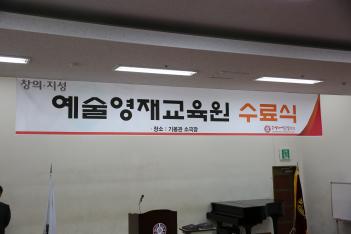 창의·지성
예술영재교육원 수료식
· 장소 : 기봉관 소극장